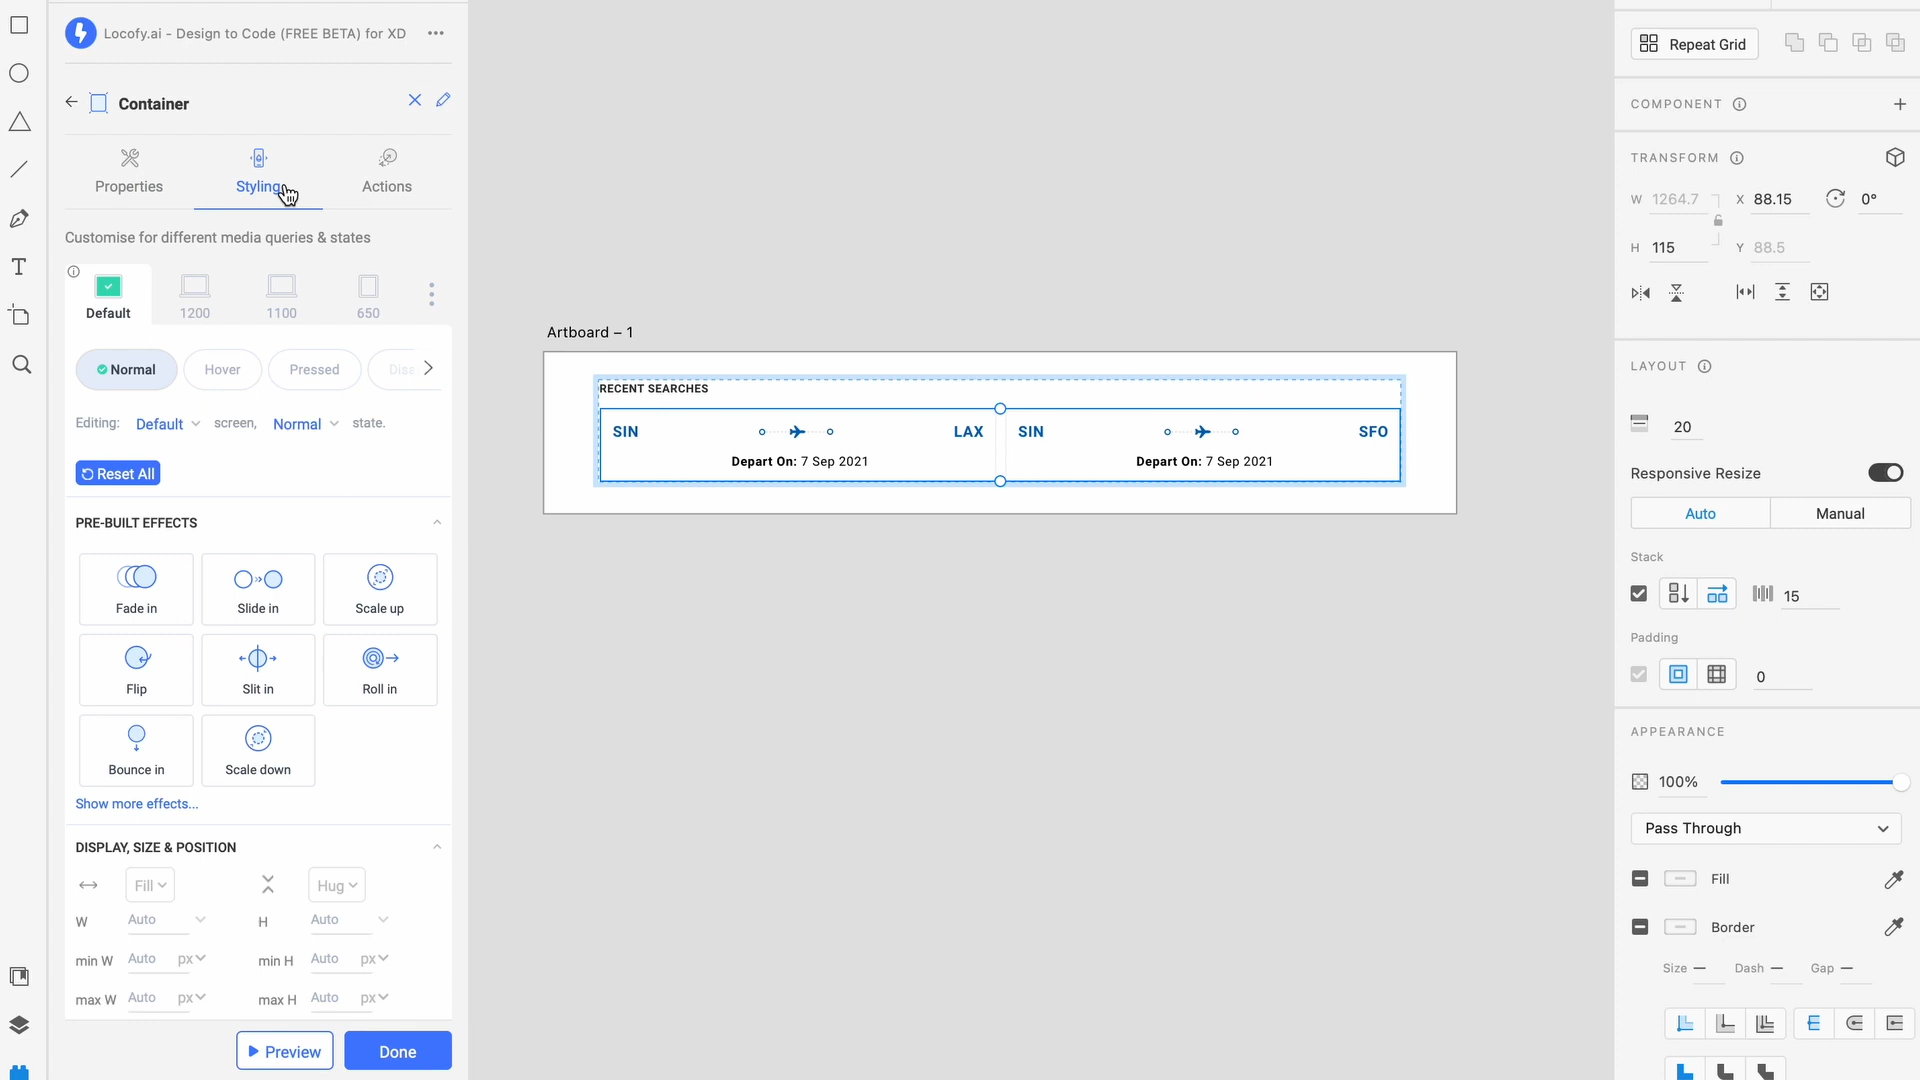 Locofy.ai - Design to Code (FREE BETA) for XD
Container
Properties
Styling
Actions
Customise for different media queries & states
Default
1200
1100
650
Normal
Hover
Pressed
Disa
Editing: Default screen, Normal state.
Reset All
PRE-BUILT EFFECTS
Fade in
Slide in
Scale up
Flip
Slit in
Roll in
Bounce in
Scale down
Show more effects...
DISPLAY, SIZE & POSITION
Fill
Hug
W Auto
H Auto
min W Auto px
min H Auto px
max W Auto px
max H Auto px
Preview
Done
Artboard – 1
RECENT SEARCHES
SIN
LAX
Depart On: 7 Sep 2021
SIN
SFO
Depart On: 7 Sep 2021
Repeat Grid
COMPONENT
TRANSFORM
W 1264.7
X 88.15
0°
H 115
Y 88.5
LAYOUT
20
Responsive Resize
Auto
Manual
Stack
15
Padding
0
APPEARANCE
100%
Pass Through
Fill
Border
Size
Dash
Gap